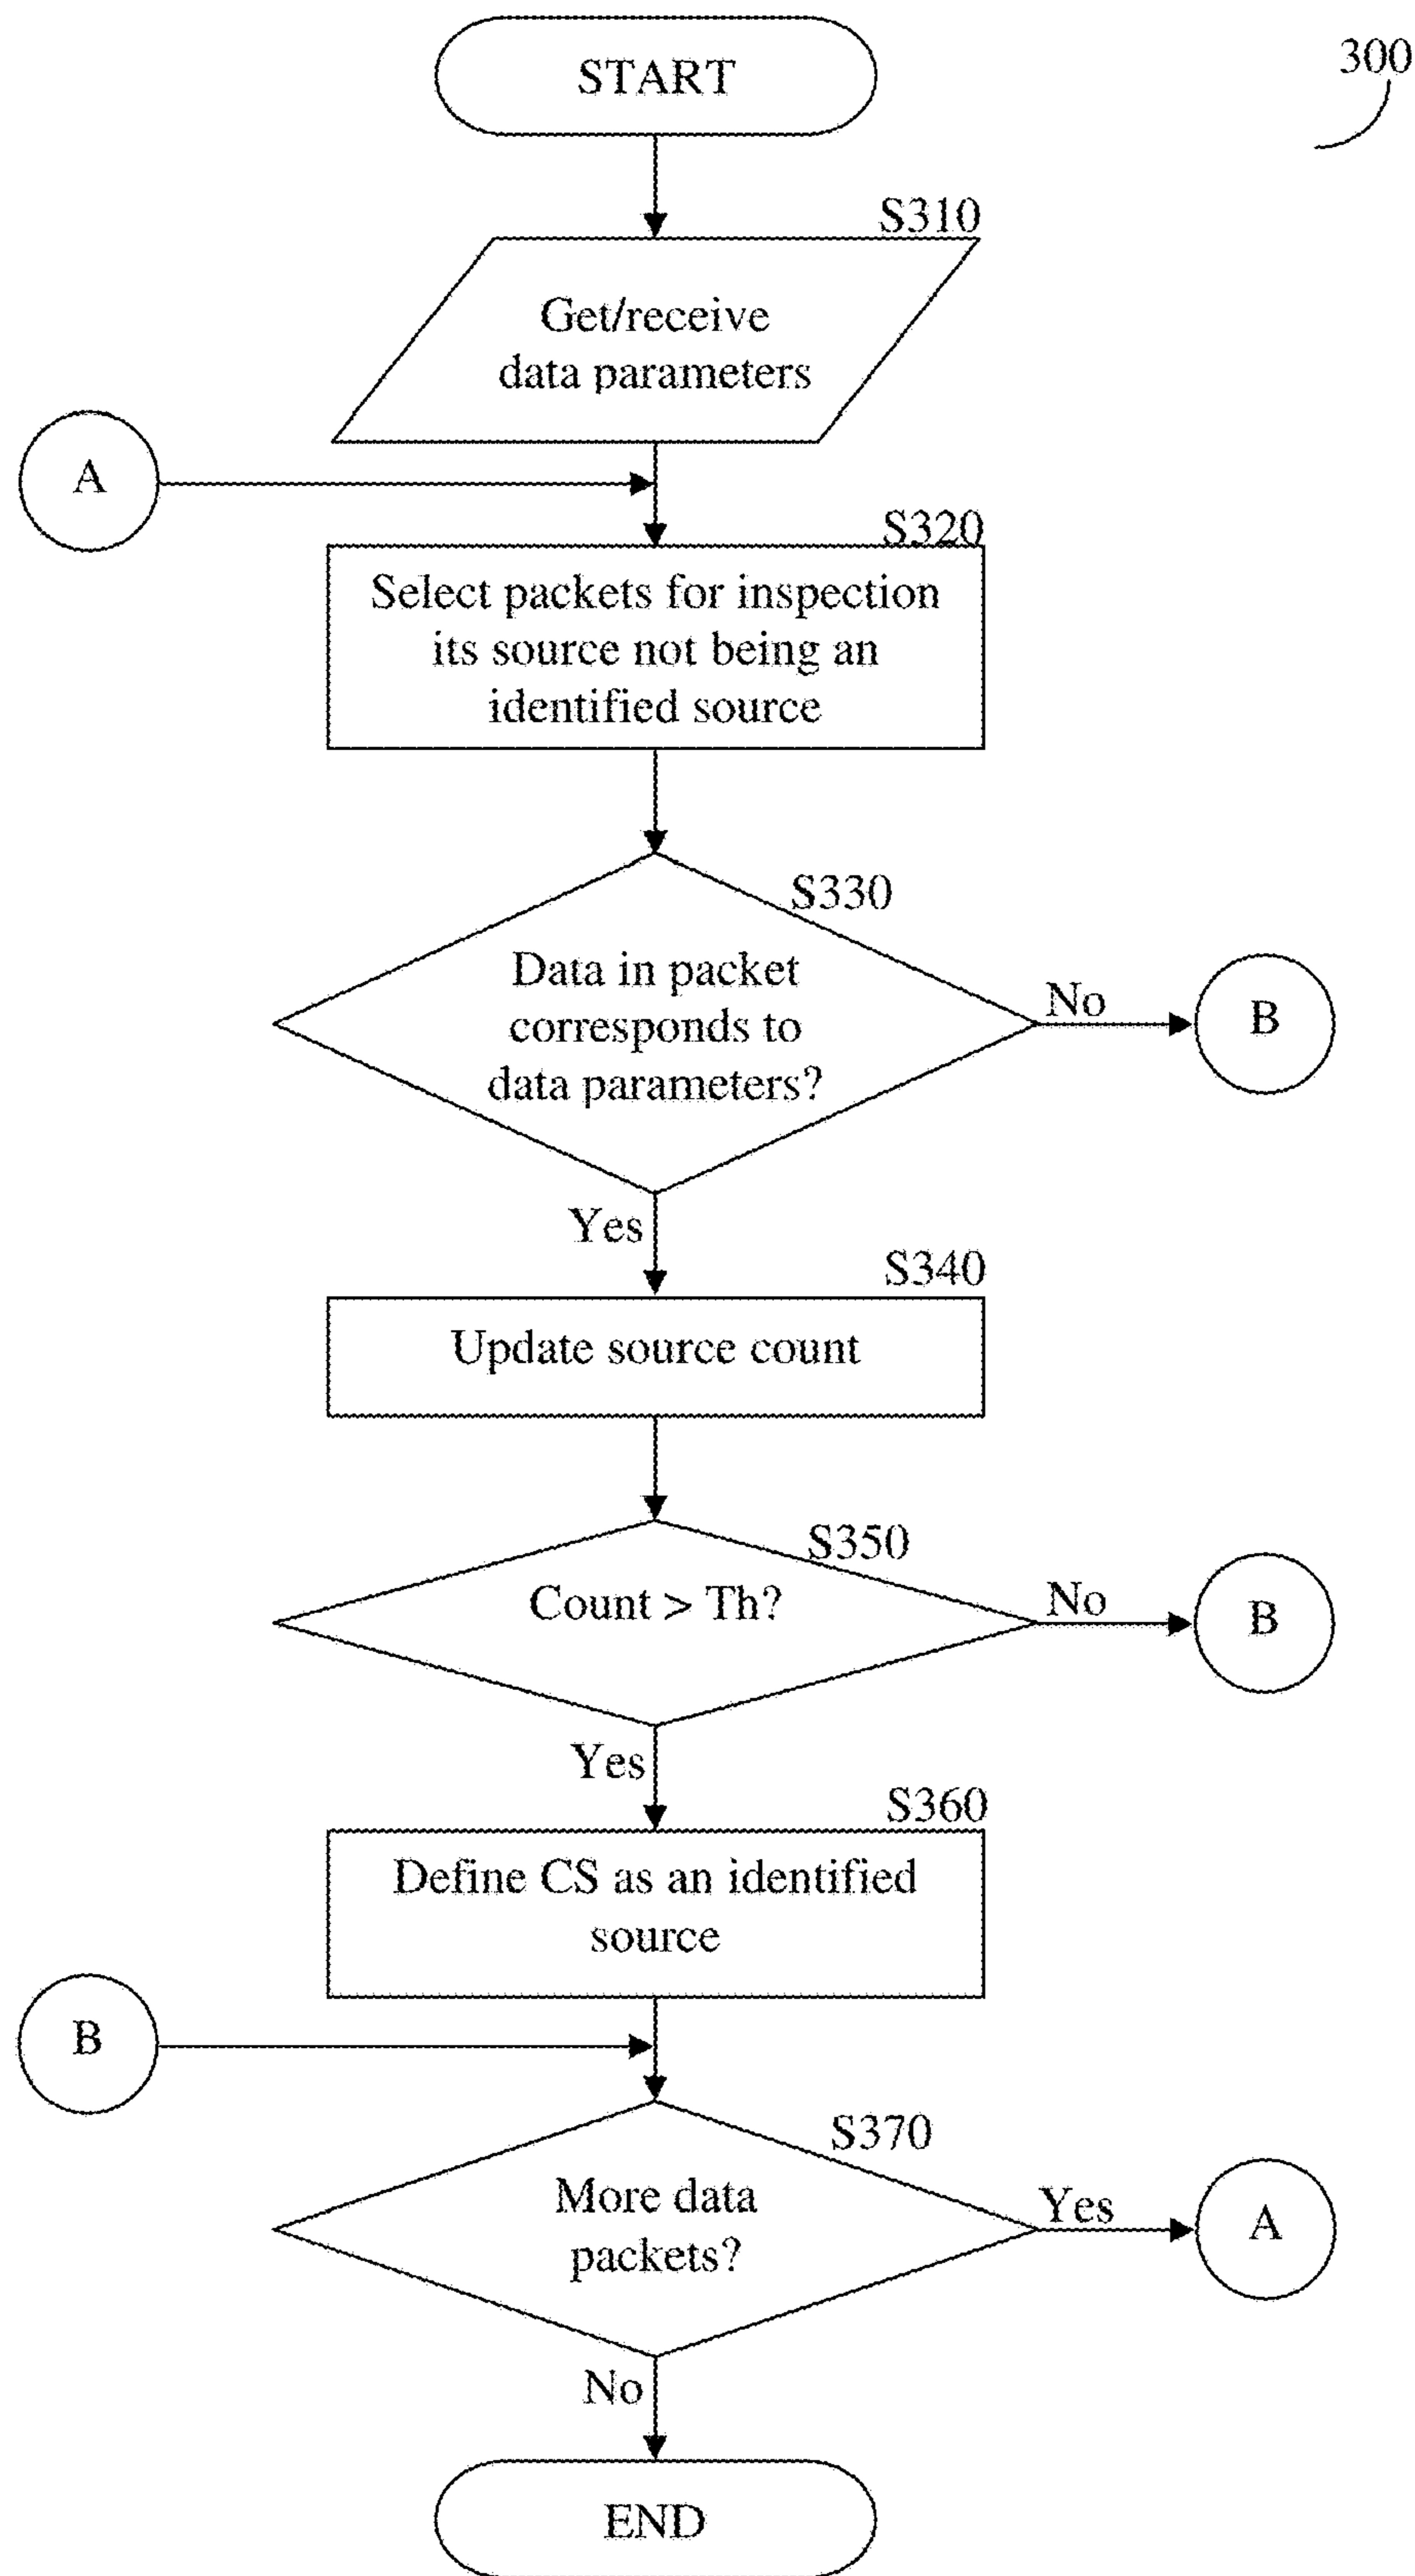 START
300
S310
Get/receive
data parameters
A
S320
Select packets for inspection
its source not being an
identified source
S330
Data in packet
corresponds to
data parameters?
No
B
Yes
S340
Update source count
S350
Count > Th?
No
B
Yes
S360
Define CS as an identified
source
B
S370
More data
packets?
Yes
A
No
END